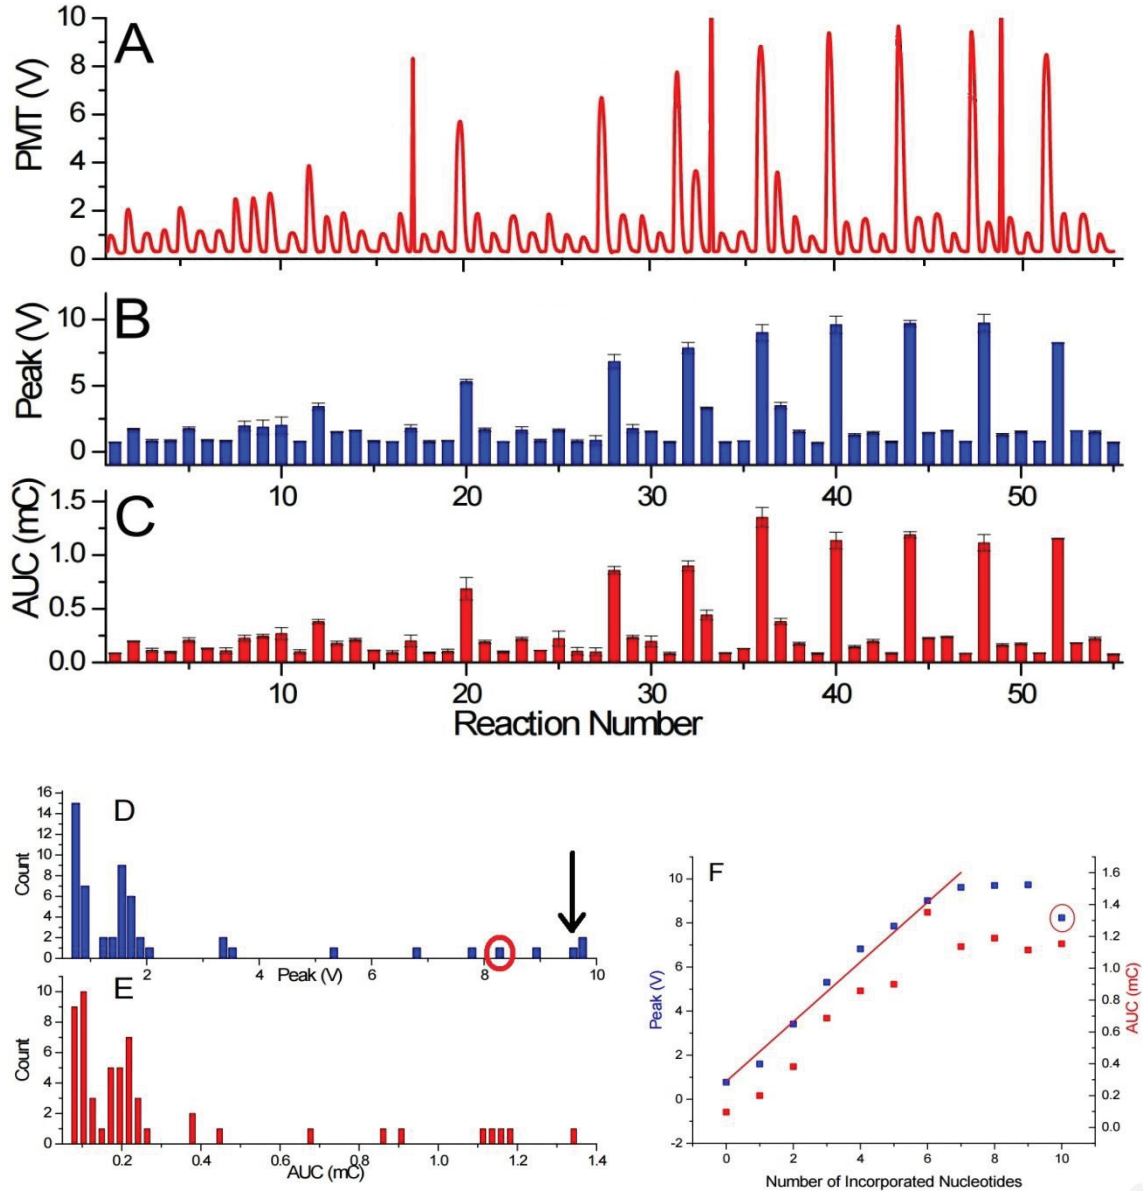 A
PMT (V)
10
8
6
4
2
0
B
Peak (V)
10
5
0
10 20 30 40 50
C
AUC (mC)
1.5
1.0
0.5
0.0
10 20 30 40 50
Reaction Number
D
Count
16
14
12
10
8
6
4
2
0
2 4 6 8 10
Peak (V)
E
Count
10
8
6
4
2
0
0.2 0.4 0.6 0.8 1.0 1.2 1.4
AUC (mC)
F
Peak (V)
10
8
6
4
2
0
-2
AUC (mC)
1.6
1.4
1.2
1.0
0.8
0.6
0.4
0.2
0.0
0 2 4 6 8 10
Number of Incorporated Nucleotides